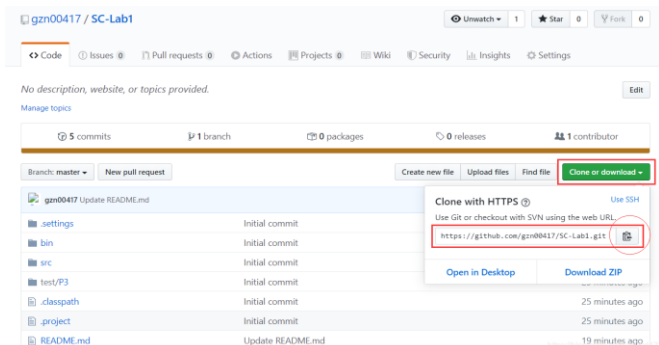 gzn00417 / SC-Lab1
Unwatch 1 Star 0 Fork 0
Code Issues 0 Pull requests 0 Actions Projects 0 Wiki Security Insights Settings
No description, website, or topics provided. Edit
Manage topics
5 commits 1 branch 0 packages 0 releases 1 contributor
Branch: master New pull request Create new file Upload files Find file Clone or download
gzn00417 Update README.md
Clone with HTTPS Use SSH
Use Git or checkout with SVN using the web URL.
https://github.com/gzn00417/SC-Lab1.git
Open in Desktop Download ZIP
.settings Initial commit
bin Initial commit
src Initial commit
test/P3 Initial commit
.classpath Initial commit 25 minutes ago
.project Initial commit 25 minutes ago
README.md Update README.md 19 minutes ago